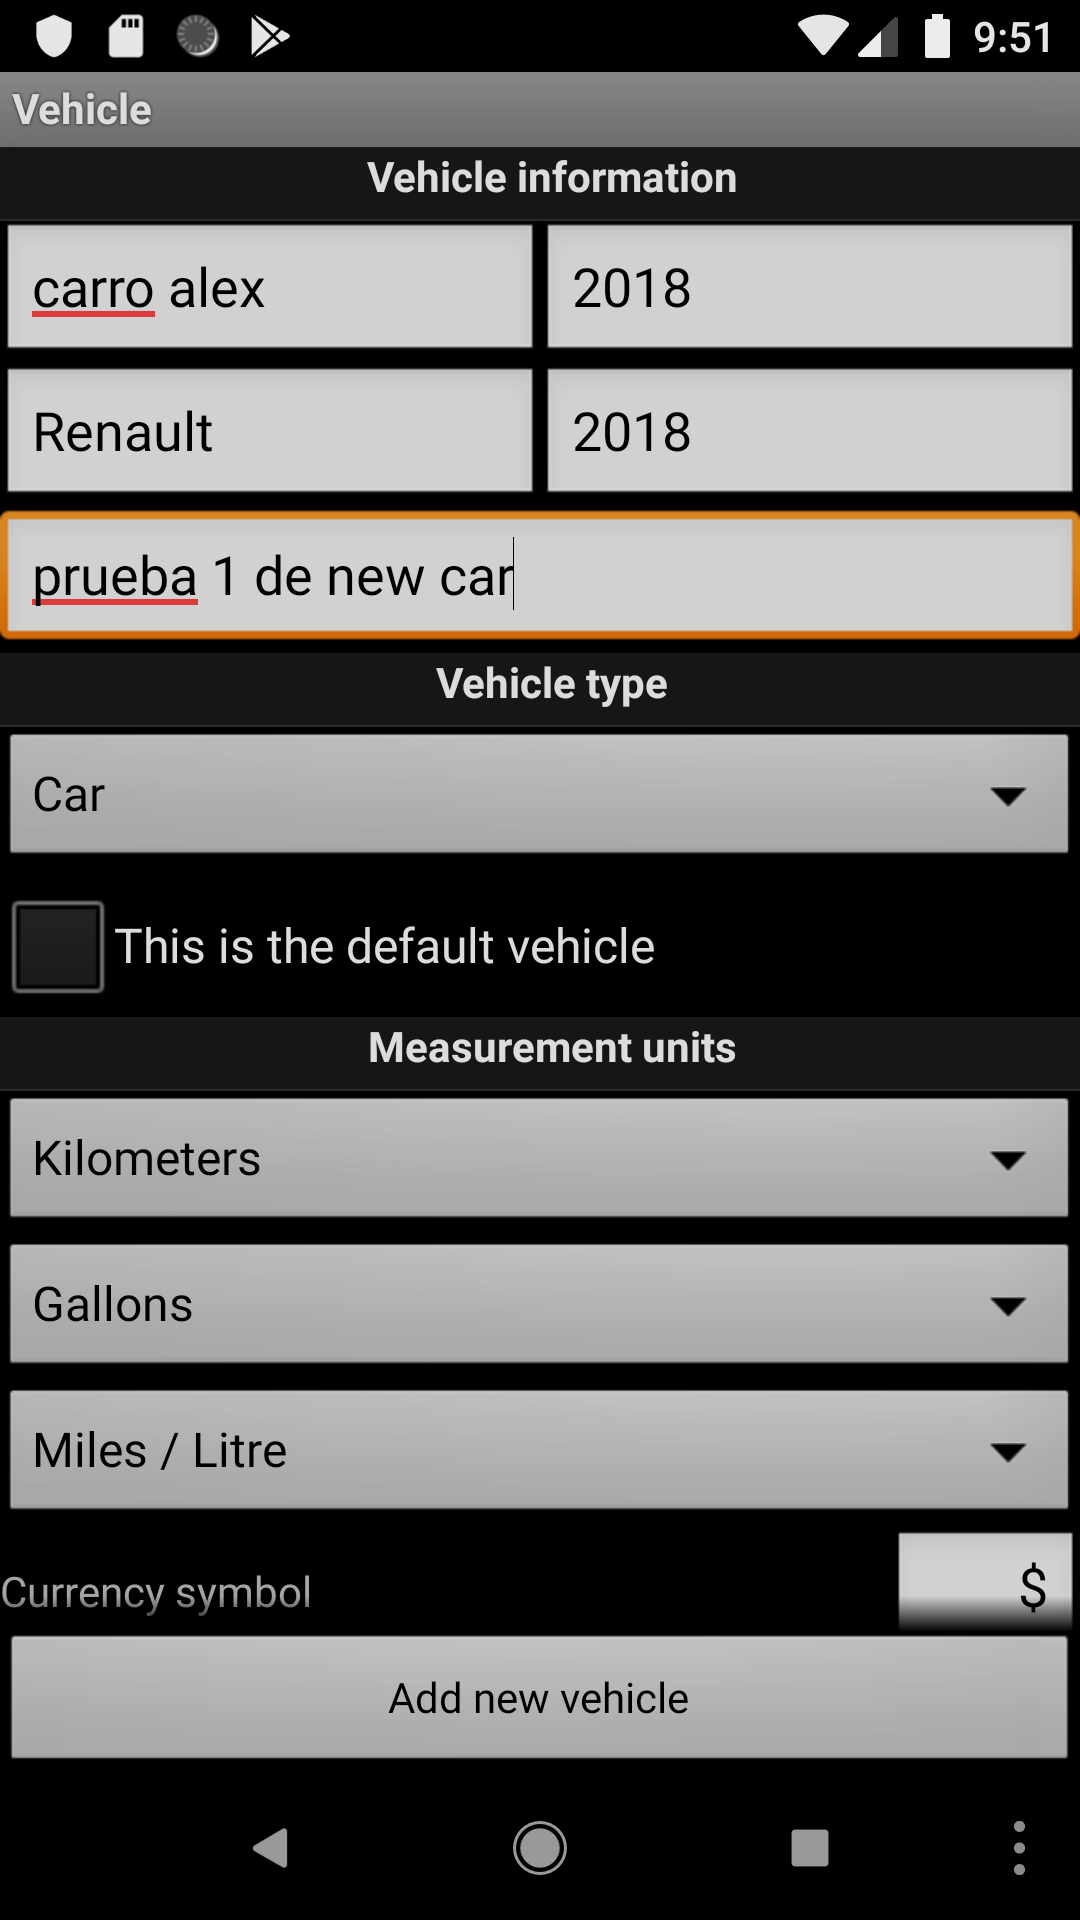 9:51
Vehicle
Vehicle information
carro alex 2018
Renault 2018
prueba 1 de new car
Vehicle type
Car
This is the default vehicle
Measurement units
Kilometers
Gallons
Miles / Litre
Currency symbol $
Add new vehicle